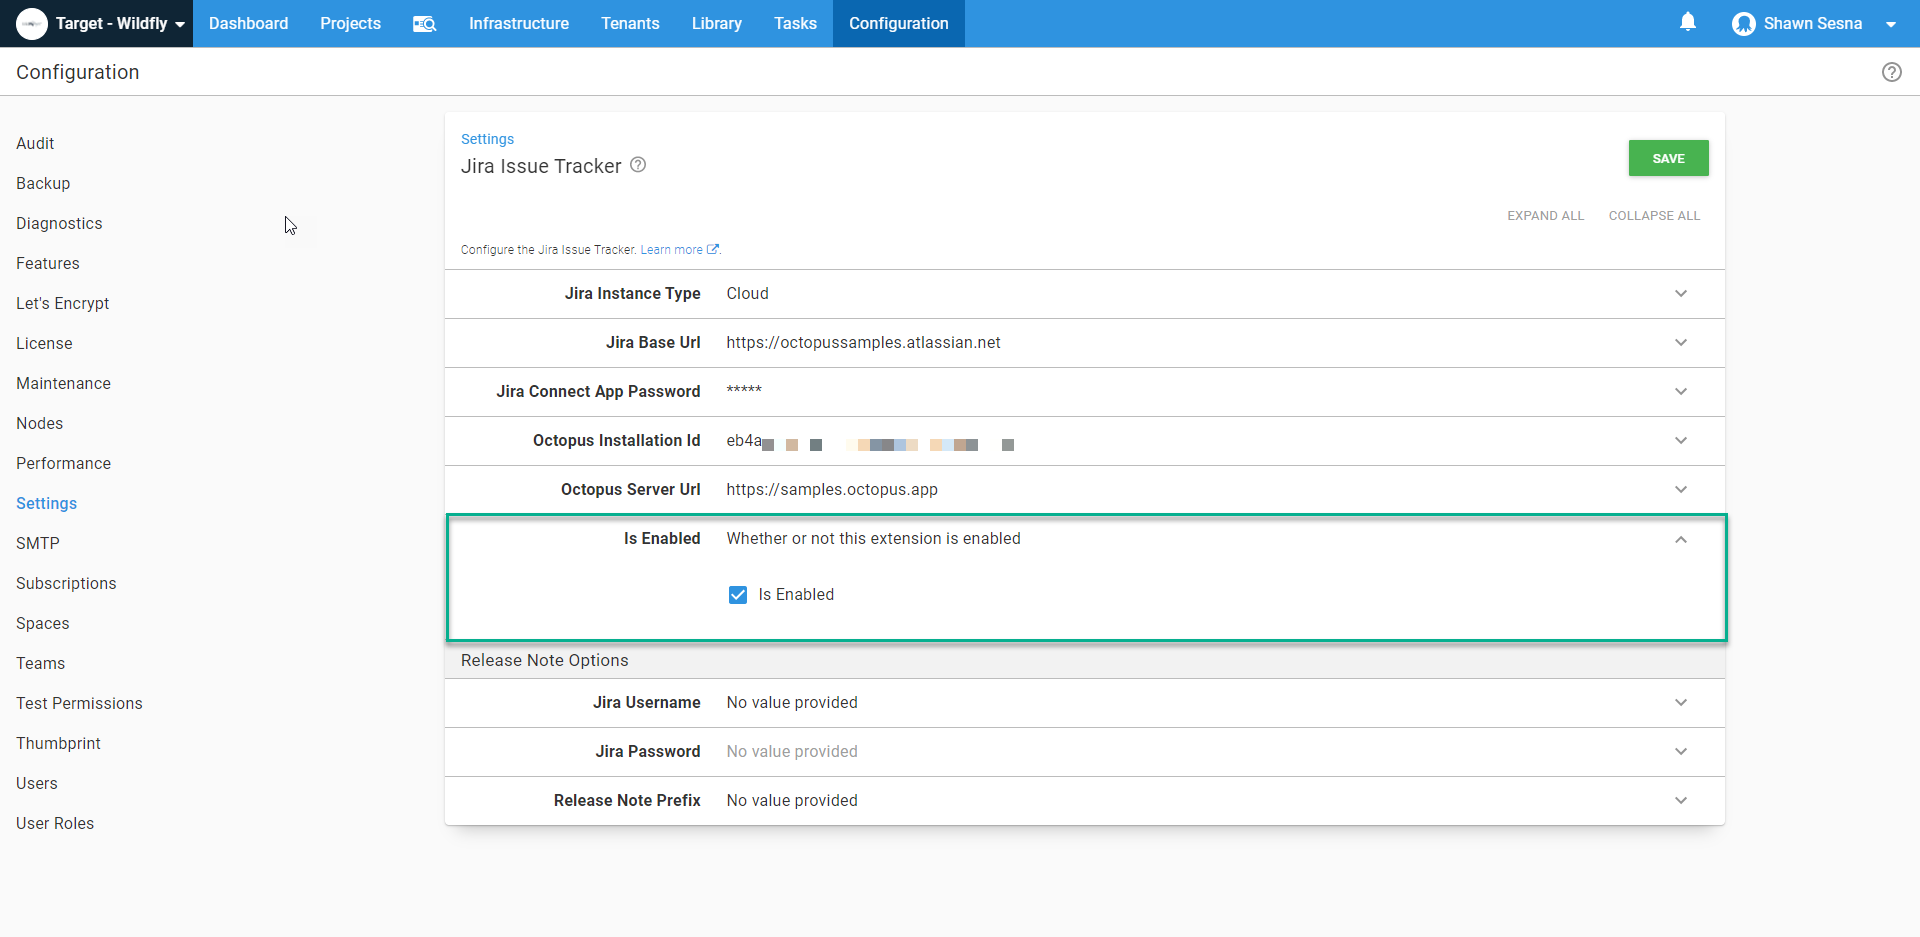 Target - Wildfly
Dashboard
Projects
Infrastructure
Tenants
Library
Tasks
Configuration
Shawn Sesna
Configuration
Audit
Backup
Diagnostics
Features
Let's Encrypt
License
Maintenance
Nodes
Performance
Settings
SMTP
Subscriptions
Spaces
Teams
Test Permissions
Thumbprint
Users
User Roles
Settings
Jira Issue Tracker
SAVE
EXPAND ALL
COLLAPSE ALL
Configure the Jira Issue Tracker. Learn more.
Jira Instance Type Cloud
Jira Base Url https://octopussamples.atlassian.net
Jira Connect App Password *****
Octopus Installation Id eb4a
Octopus Server Url https://samples.octopus.app
Is Enabled Whether or not this extension is enabled
Is Enabled
Release Note Options
Jira Username No value provided
Jira Password No value provided
Release Note Prefix No value provided